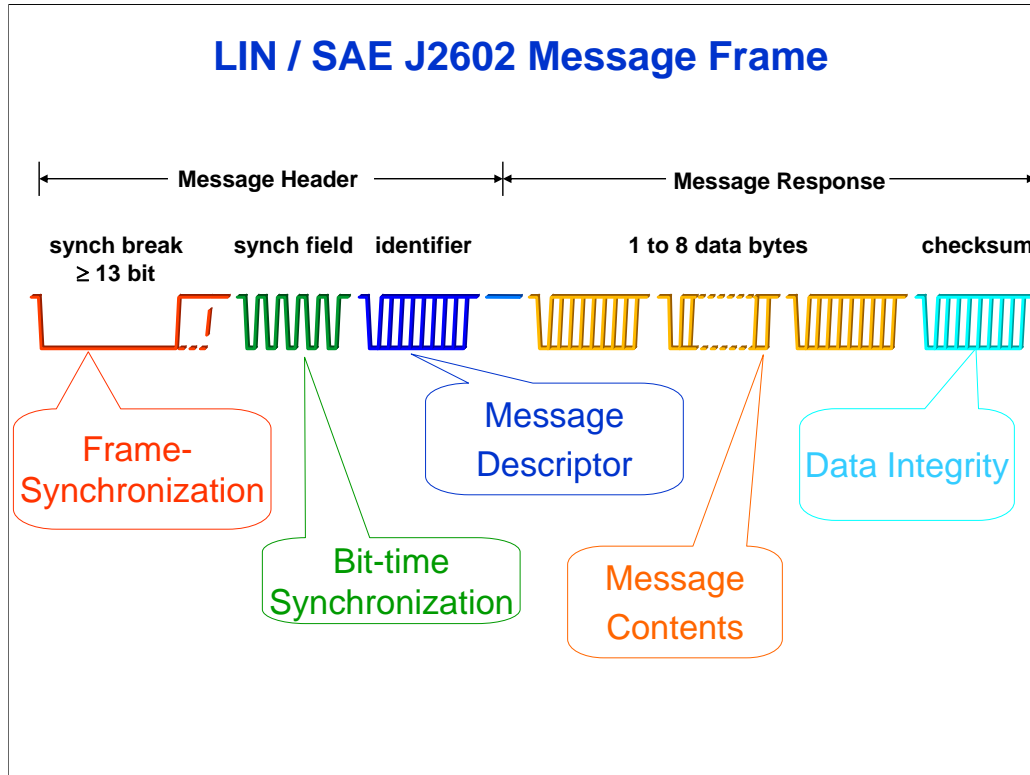 LIN / SAE J2602 Message Frame
Message Header
Message Response
synch break
≥ 13 bit
synch field
identifier
1 to 8 data bytes
checksum
Frame-
Synchronization
Bit-time
Synchronization
Message
Descriptor
Message
Contents
Data Integrity